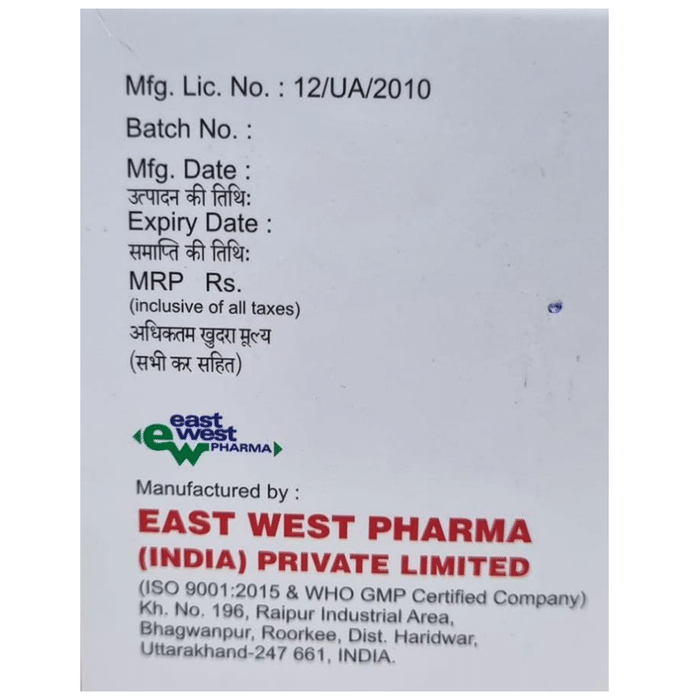 Mfg. Lic. No. : 12/UA/2010
Batch No. :
Mfg. Date :
उत्पादन की तिथि:
Expiry Date :
समाप्ति की तिथि:
MRP Rs.
(inclusive of all taxes)
अधिकतम खुदरा मूल्य
(सभी कर सहित)
east
west
PHARMA
Manufactured by :
EAST WEST PHARMA
(INDIA) PRIVATE LIMITED
(ISO 9001:2015 & WHO GMP Certified Company)
Kh. No. 196, Raipur Industrial Area,
Bhagwanpur, Roorkee, Dist. Haridwar,
Uttarakhand-247 661, INDIA.